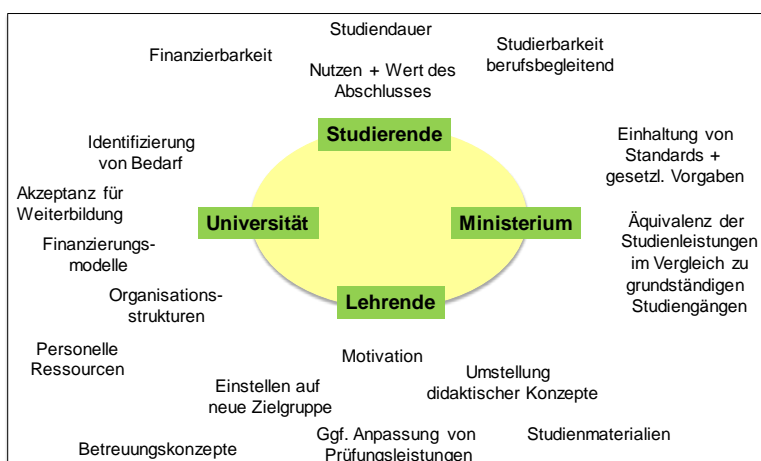 Studiendauer
Finanzierbarkeit
Studierbarkeit
berufsbegleitend
Nutzen + Wert des
Abschlusses
Studierende
Identifizierung
von Bedarf
Einhaltung von
Standards +
gesetzl. Vorgaben
Akzeptanz für
Weiterbildung
Universität
Ministerium
Äquivalenz der
Studienleistungen
im Vergleich zu
grundständigen
Studiengängen
Finanzierungs-
modelle
Organisations-
strukturen
Lehrende
Personelle
Ressourcen
Motivation
Umstellung
didaktischer Konzepte
Einstellen auf
neue Zielgruppe
Betreuungskonzepte
Ggf. Anpassung von
Prüfungsleistungen
Studienmaterialien